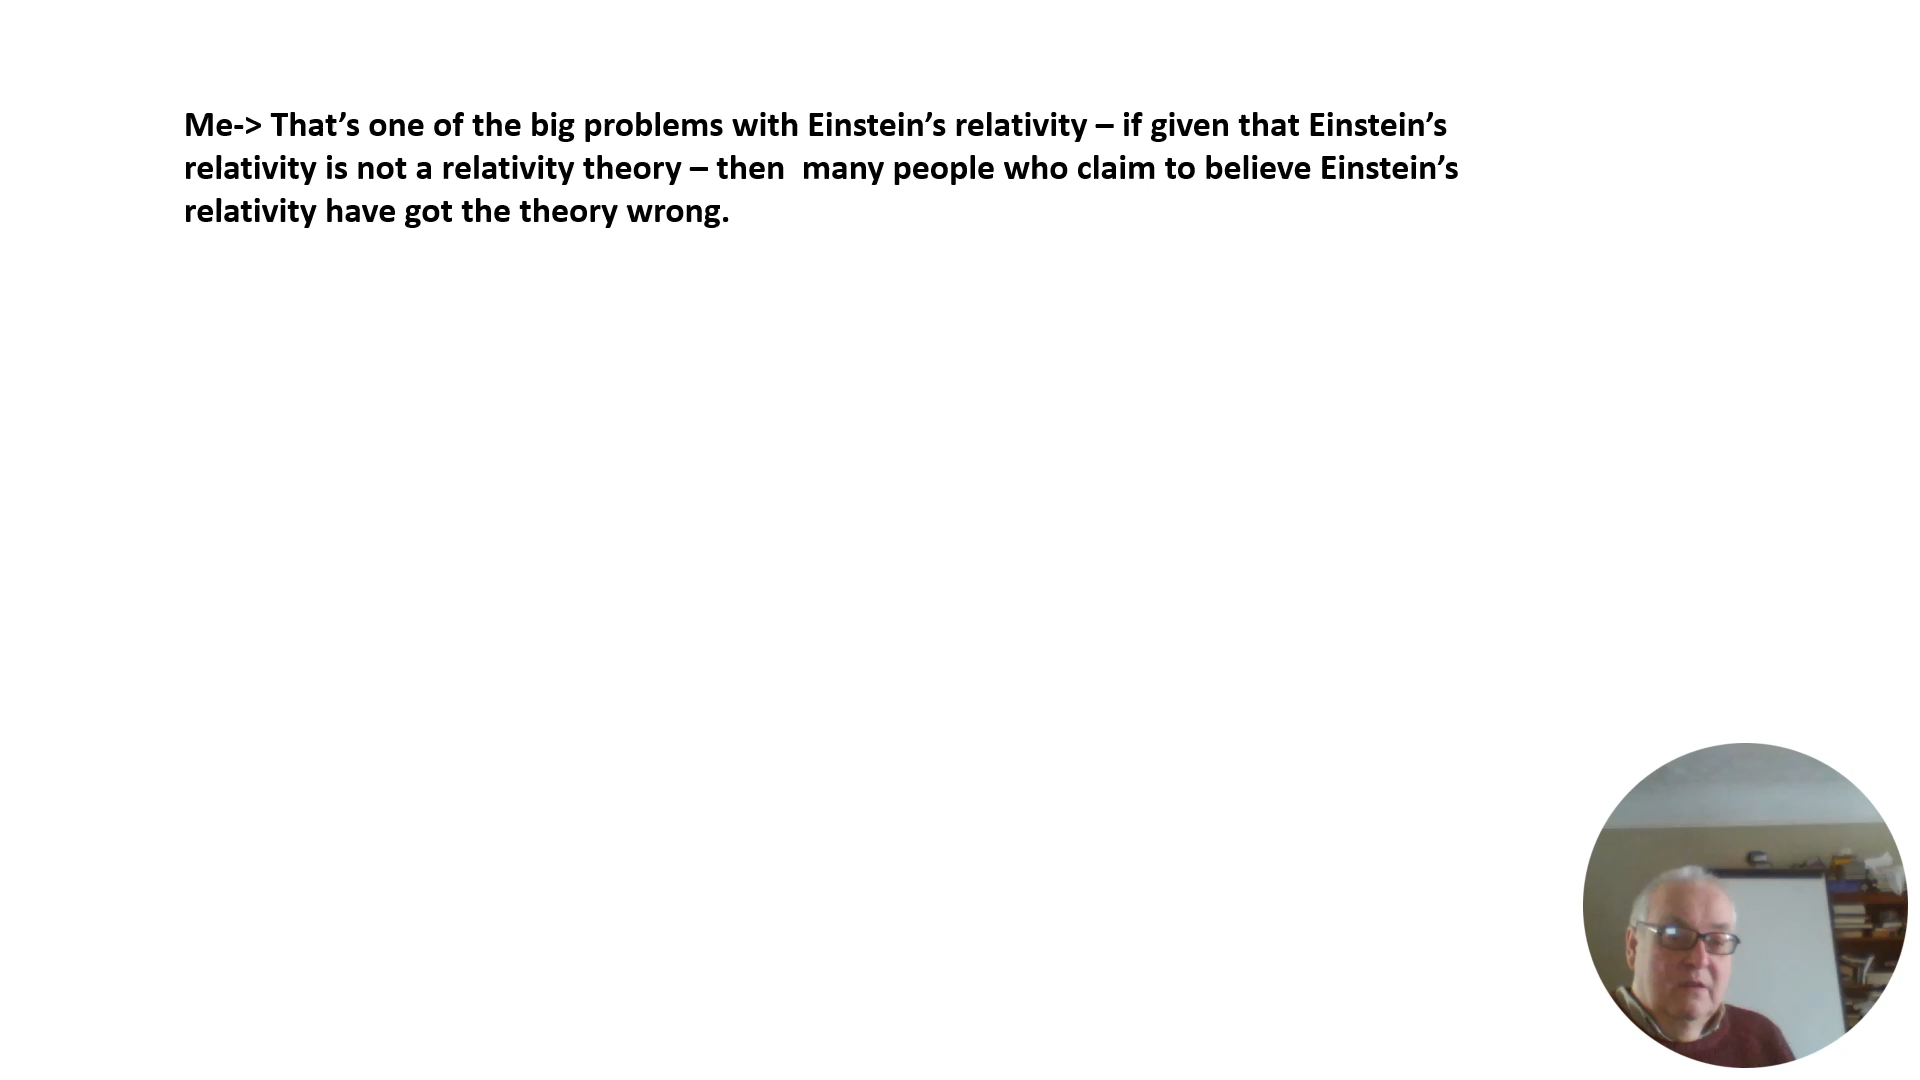 Me-> That’s one of the big problems with Einstein’s relativity – if given that Einstein’s
relativity is not a relativity theory – then  many people who claim to believe Einstein’s
relativity have got the theory wrong.